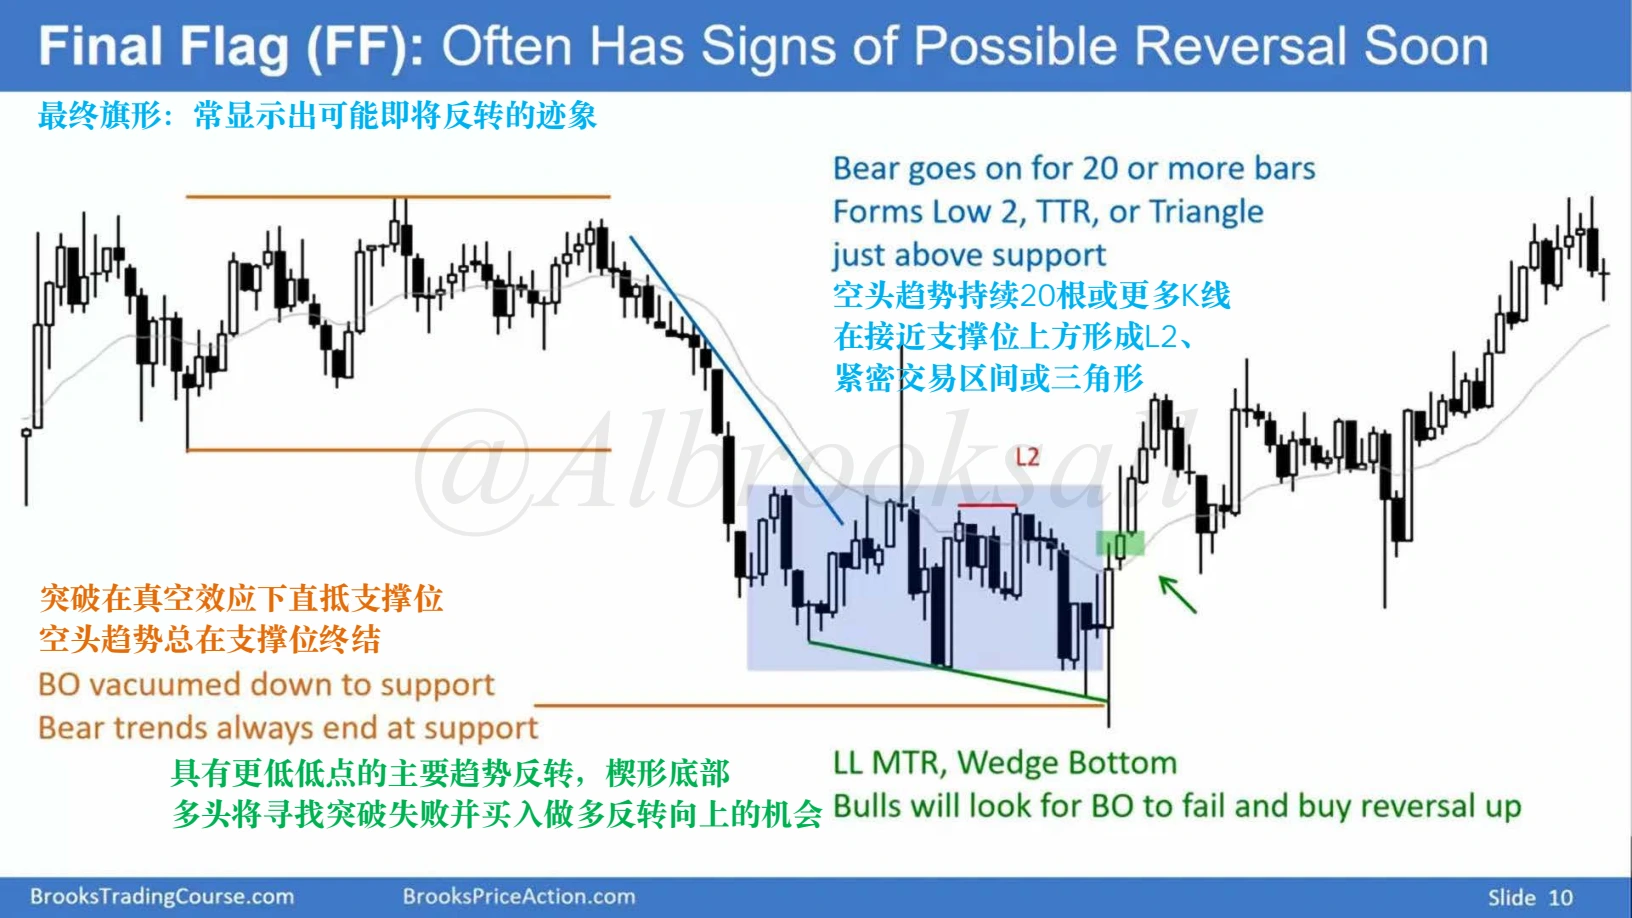 Final Flag (FF): Often Has Signs of Possible Reversal Soon
最终旗形：常显示出可能即将反转的迹象
Bear goes on for 20 or more bars
Forms Low 2, TTR, or Triangle
just above support
空头趋势持续20根或更多K线
在接近支撑位上方形成L2、
紧密交易区间或三角形
@Albrooksall
L2
突破在真空效应下直抵支撑位
空头趋势总在支撑位终结
BO vacuumed down to support
Bear trends always end at support
具有更低低点的主要趋势反转，楔形底部
多头将寻找突破失败并买入做多反转向上的机会
LL MTR, Wedge Bottom
Bulls will look for BO to fail and buy reversal up
BrooksTradingCourse.com
BrooksPriceAction.com
Slide 10